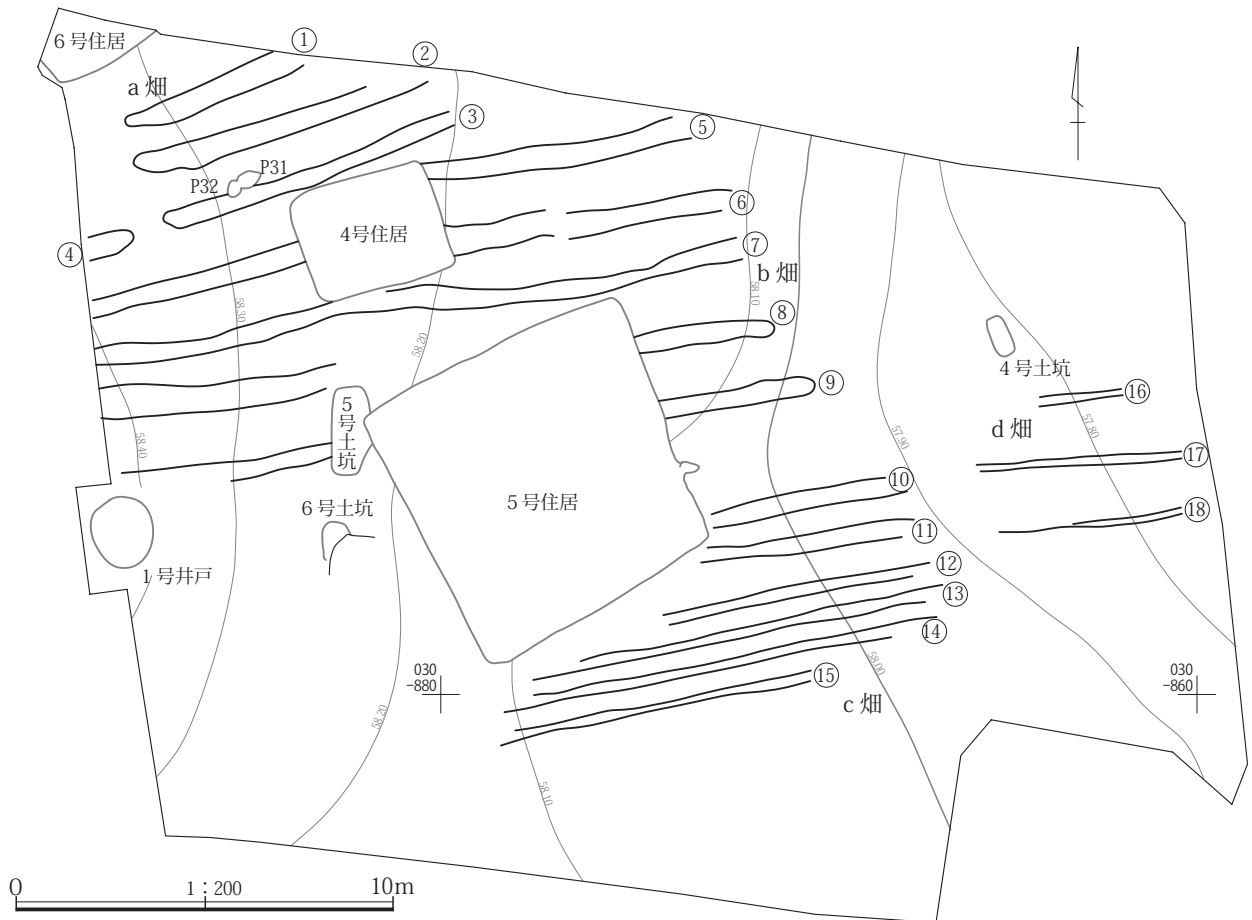 6号住居
①
②
a 畑
③
⑤
P31
P32
⑥
4号住居
④
⑦
b 畑
58.10
58.30
⑧
58.20
4号土坑
⑨
⑯
5号土坑
d 畑
57.80
58.40
57.90
⑰
⑩
5号住居
6号土坑
⑱
⑪
1号井戸
⑫
⑬
⑭
58.00
030
-880
⑮
030
-860
c 畑
58.20
58.10
0
1：200
10m